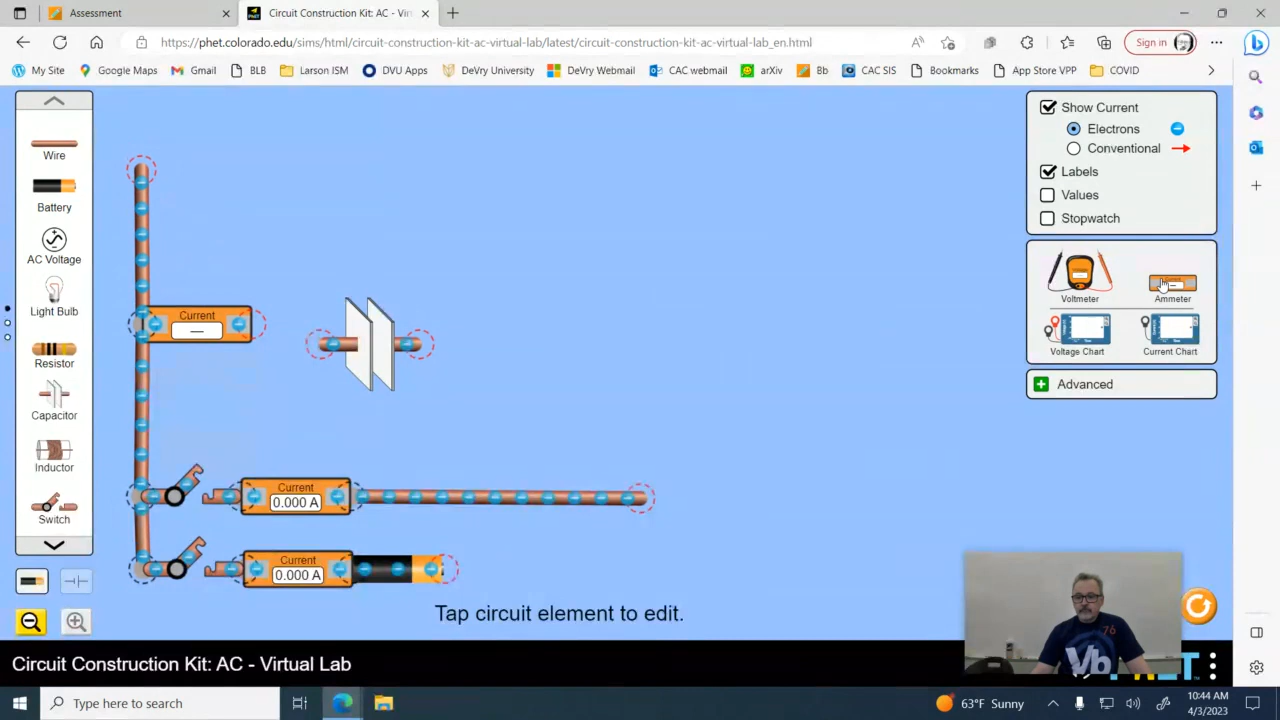 Assessment
Circuit Construction Kit: AC - Vir
https://phet.colorado.edu/sims/html/circuit-construction-kit-ac-virtual-lab/latest/circuit-construction-kit-ac-virtual-lab_en.html
Sign in
My Site
Google Maps
Gmail
BLB
Larson ISM
DVU Apps
DeVry University
DeVry Webmail
CAC webmail
arXiv
Bb
CAC SIS
Bookmarks
App Store VPP
COVID
Wire
Battery
AC Voltage
Light Bulb
Resistor
Capacitor
Inductor
Switch
Current
—
Current
0.000 A
Current
0.000 A
Show Current
Electrons
Conventional
Labels
Values
Stopwatch
Voltmeter
Ammeter
Voltage Chart
Current Chart
Advanced
Tap circuit element to edit.
76
Vb
Circuit Construction Kit: AC - Virtual Lab
Type here to search
63°F Sunny
10:44 AM
4/3/2023